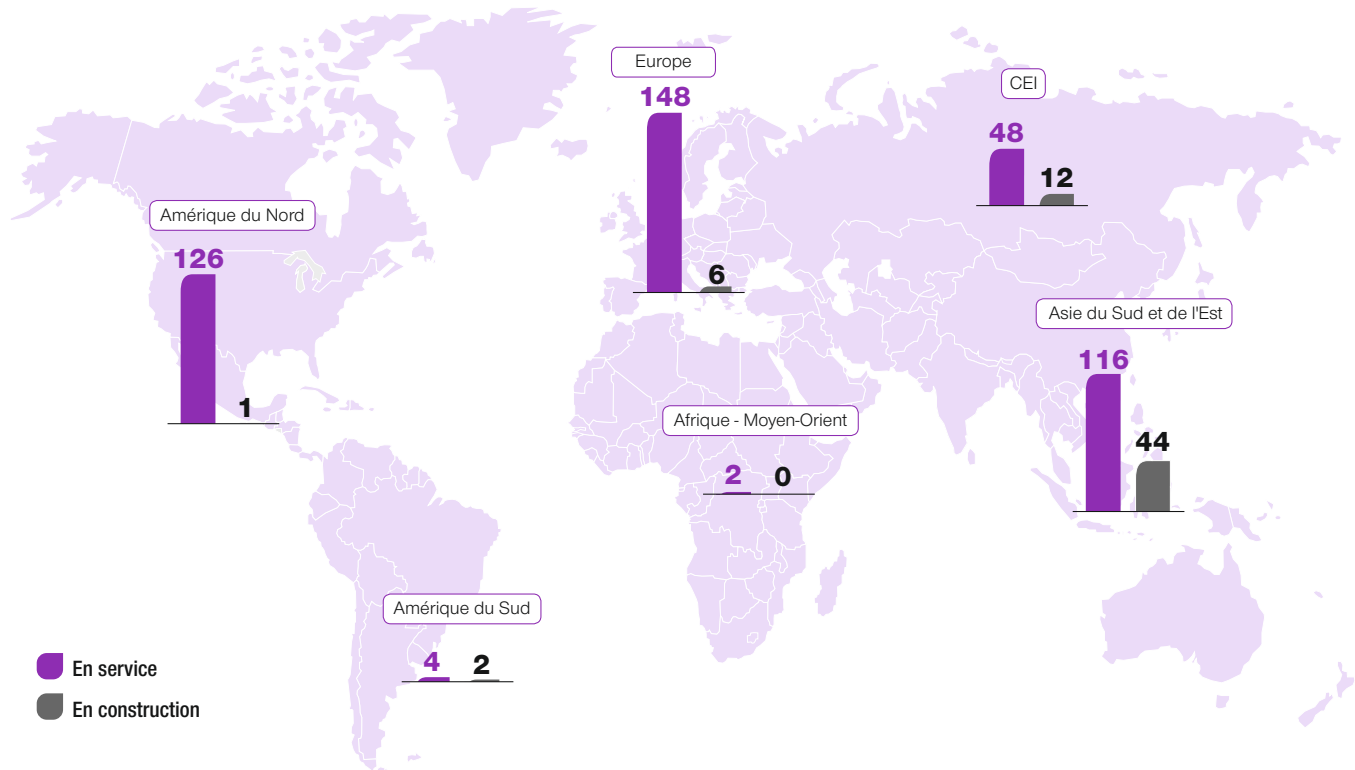 Europe
148
6
CEI
48
12
Amérique du Nord
126
1
Asie du Sud et de l'Est
116
44
Afrique - Moyen-Orient
2
0
Amérique du Sud
4
2
En service
En construction